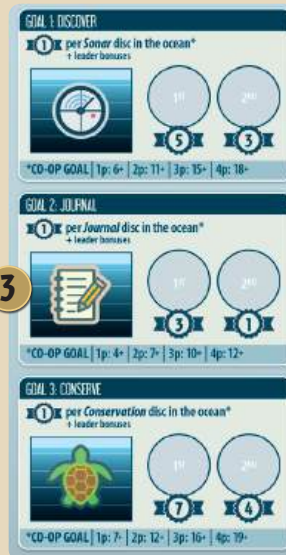 GOAL 1: DISCOVER
1 per Sonar disc in the ocean*
+ leader bonuses
1ST 2ND
5 3
*CO-OP GOAL | 1p: 6+ | 2p: 11+ | 3p: 15+ | 4p: 18+
GOAL 2: JOURNAL
1 per Journal disc in the ocean*
+ leader bonuses
3
1ST 2ND
3 1
*CO-OP GOAL | 1p: 4+ | 2p: 7+ | 3p: 10+ | 4p: 12+
GOAL 3: CONSERVE
1 per Conservation disc in the ocean*
+ leader bonuses
1ST 2ND
7 4
*CO-OP GOAL | 1p: 7+ | 2p: 12+ | 3p: 16+ | 4p: 19+